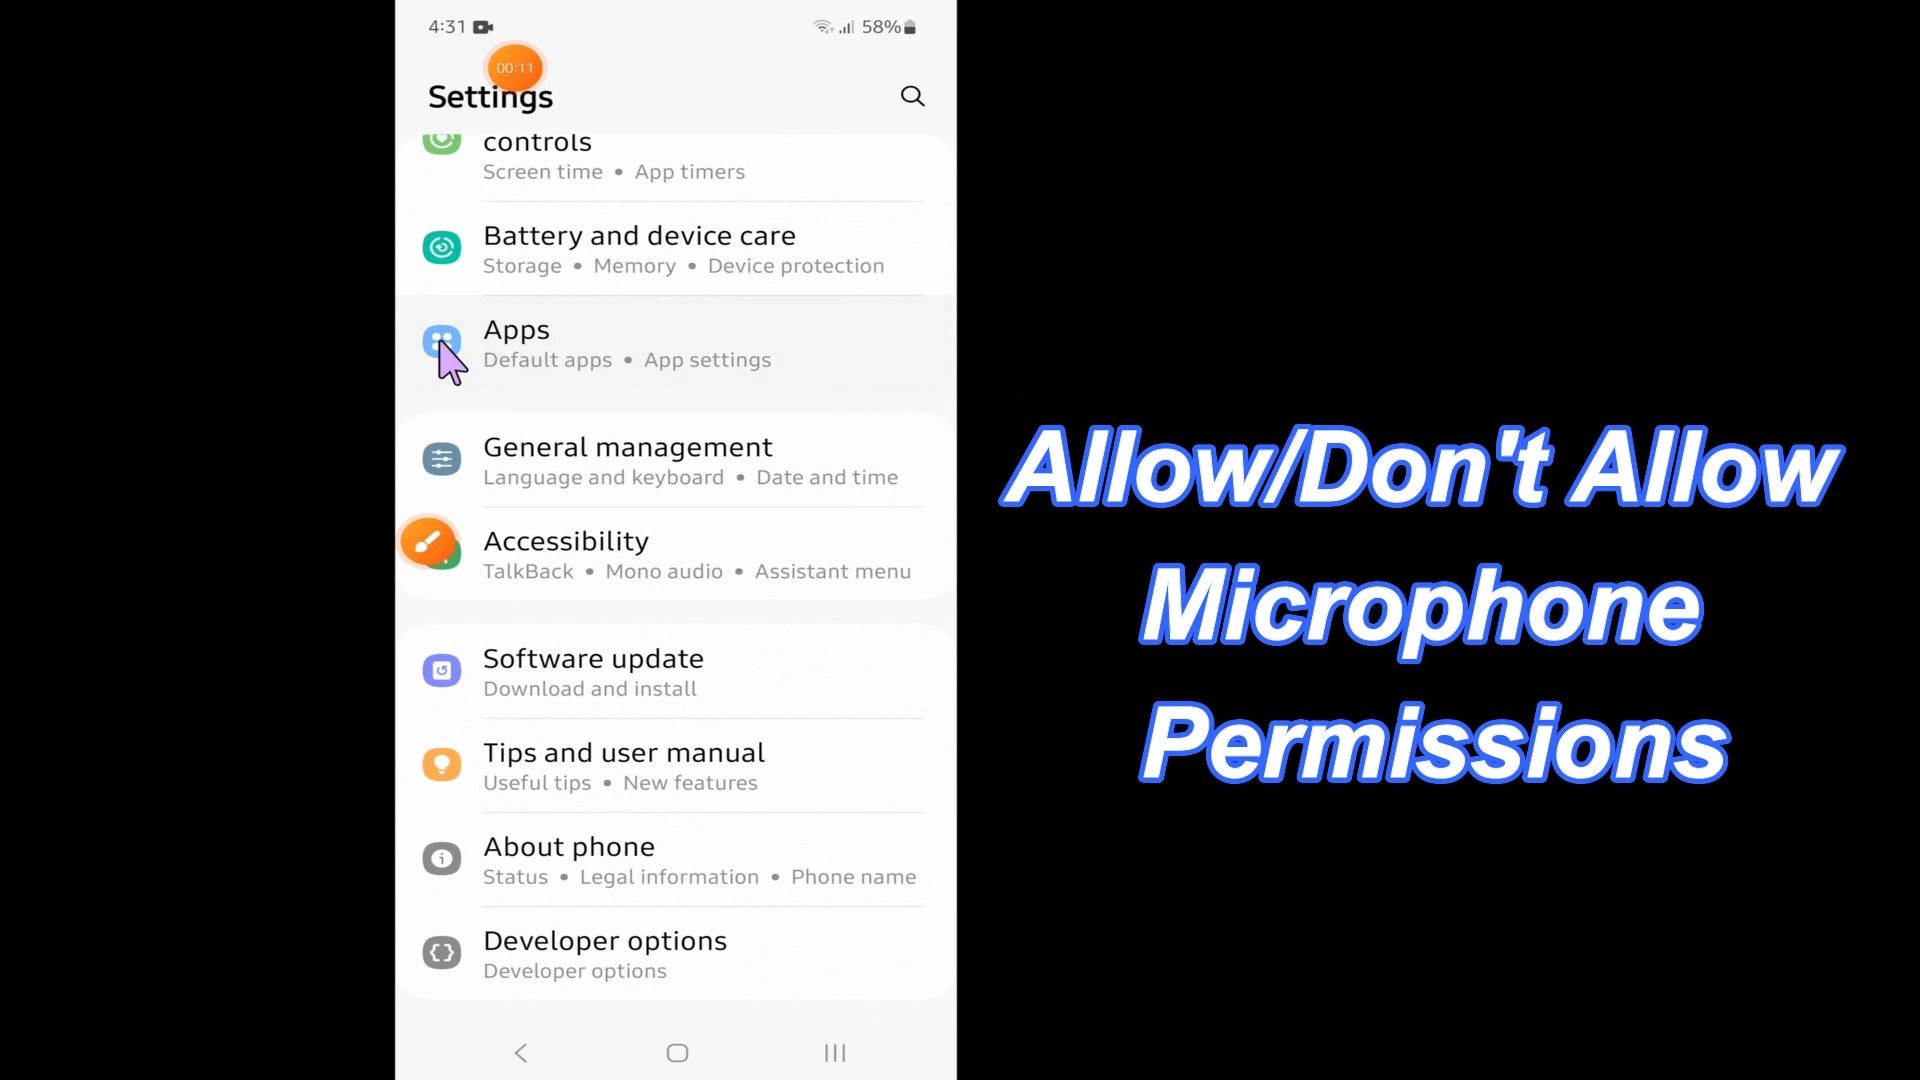 4:31
58%
00:11
Settings
controls
Screen time • App timers
Battery and device care
Storage • Memory • Device protection
Apps
Default apps • App settings
General management
Language and keyboard • Date and time
Accessibility
TalkBack • Mono audio • Assistant menu
Software update
Download and install
Tips and user manual
Useful tips • New features
About phone
Status • Legal information • Phone name
Developer options
Developer options
Allow/Don't Allow
Microphone
Permissions